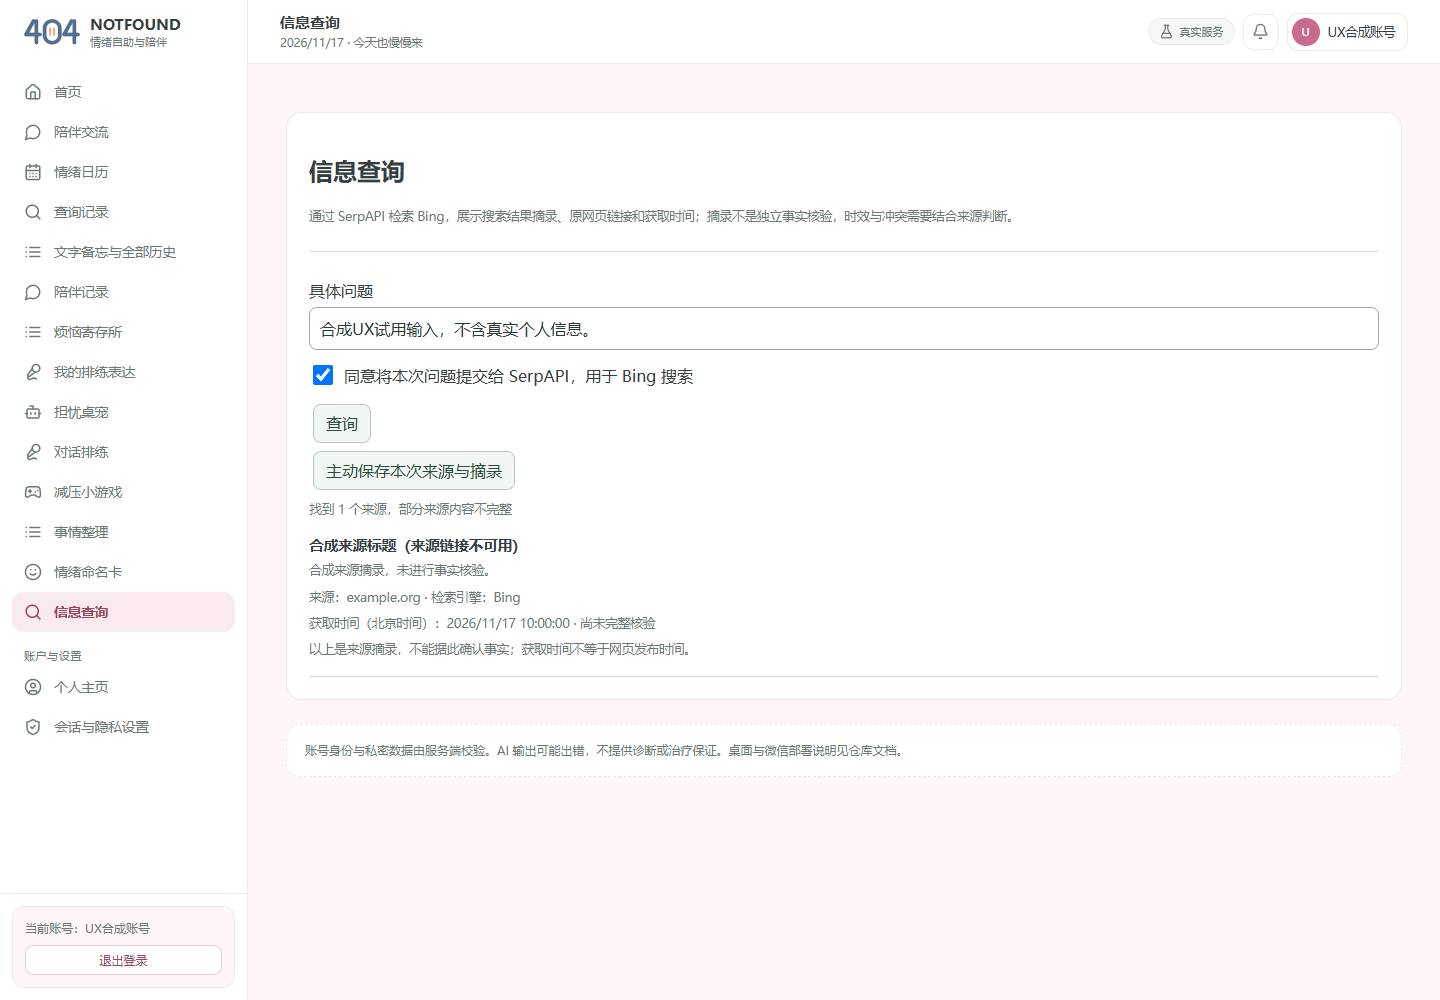 404 NOTFOUND
情绪自助与陪伴
首页
陪伴交流
情绪日历
查询记录
文字备忘与全部历史
陪伴记录
烦恼寄存所
我的排练表达
担忧桌宠
对话排练
减压小游戏
事情整理
情绪命名卡
信息查询
账户与设置
个人主页
会话与隐私设置
当前账号：UX合成账号
退出登录
信息查询
2026/11/17 · 今天也慢慢来
真实服务
U
UX合成账号
信息查询
通过 SerpAPI 检索 Bing，展示搜索结果摘录、原网页链接和获取时间；摘录不是独立事实核验，时效与冲突需要结合来源判断。
具体问题
合成UX试用输入，不含真实个人信息。
同意将本次问题提交给 SerpAPI，用于 Bing 搜索
查询
主动保存本次来源与摘录
找到 1 个来源，部分来源内容不完整
合成来源标题（来源链接不可用）
合成来源摘录，未进行事实核验。
来源：example.org · 检索引擎：Bing
获取时间（北京时间）：2026/11/17 10:00:00 · 尚未完整核验
以上是来源摘录，不能据此确认事实；获取时间不等于网页发布时间。
账号身份与私密数据由服务端校验。AI 输出可能出错，不提供诊断或治疗保证。桌面与微信部署说明见仓库文档。